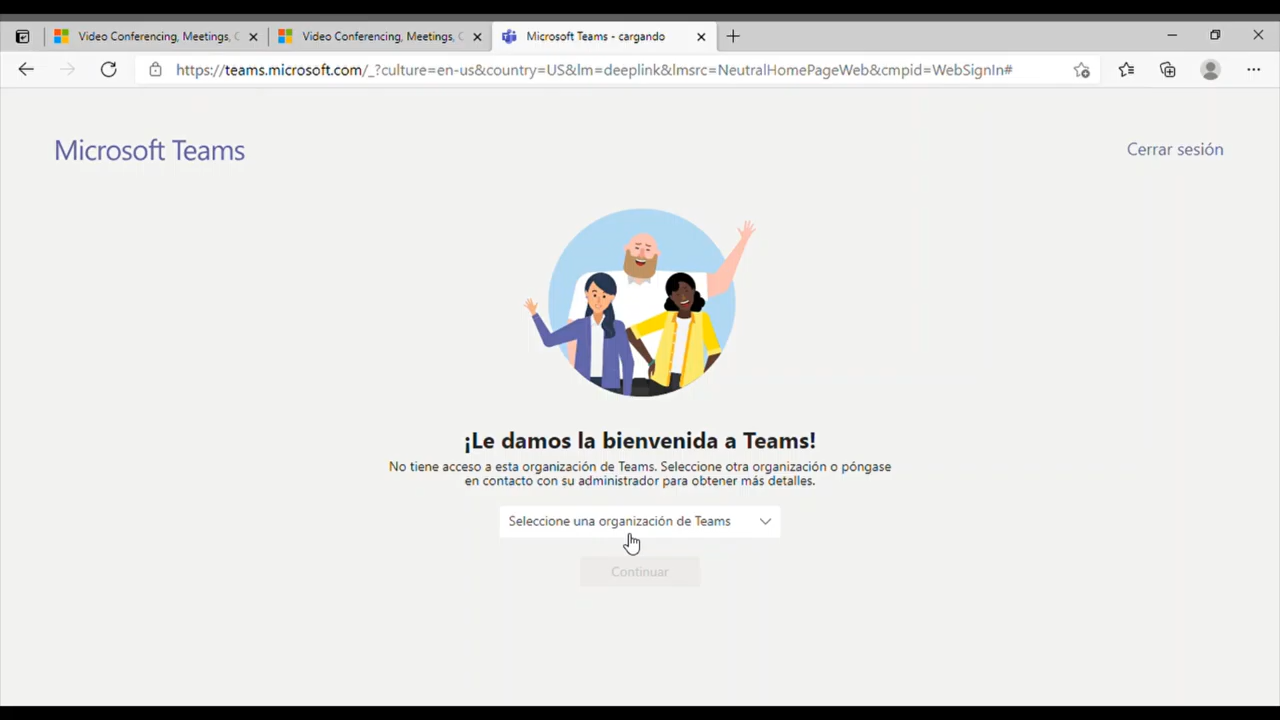 Video Conferencing, Meetings, C
Video Conferencing, Meetings, C
Microsoft Teams - cargando
https://teams.microsoft.com/_?culture=en-us&country=US&lm=deeplink&lmsrc=NeutralHomePageWeb&cmpid=WebSignIn#
Microsoft Teams
Cerrar sesión
¡Le damos la bienvenida a Teams!
No tiene acceso a esta organización de Teams. Seleccione otra organización o póngase
en contacto con su administrador para obtener más detalles.
Seleccione una organización de Teams
Continuar